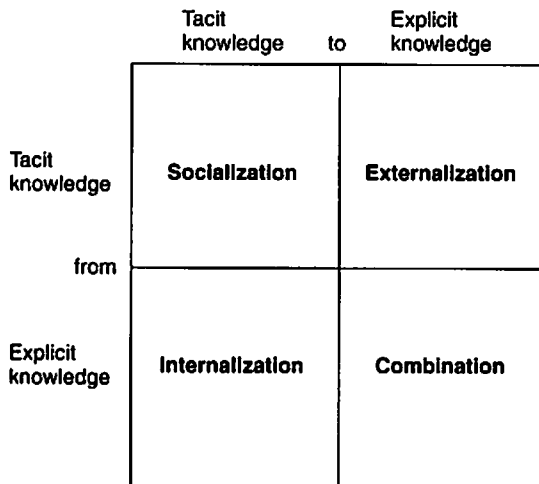 Tacit
knowledge
to
Explicit
knowledge
Tacit
knowledge
Socialization
Externalization
from
Explicit
knowledge
Internalization
Combination